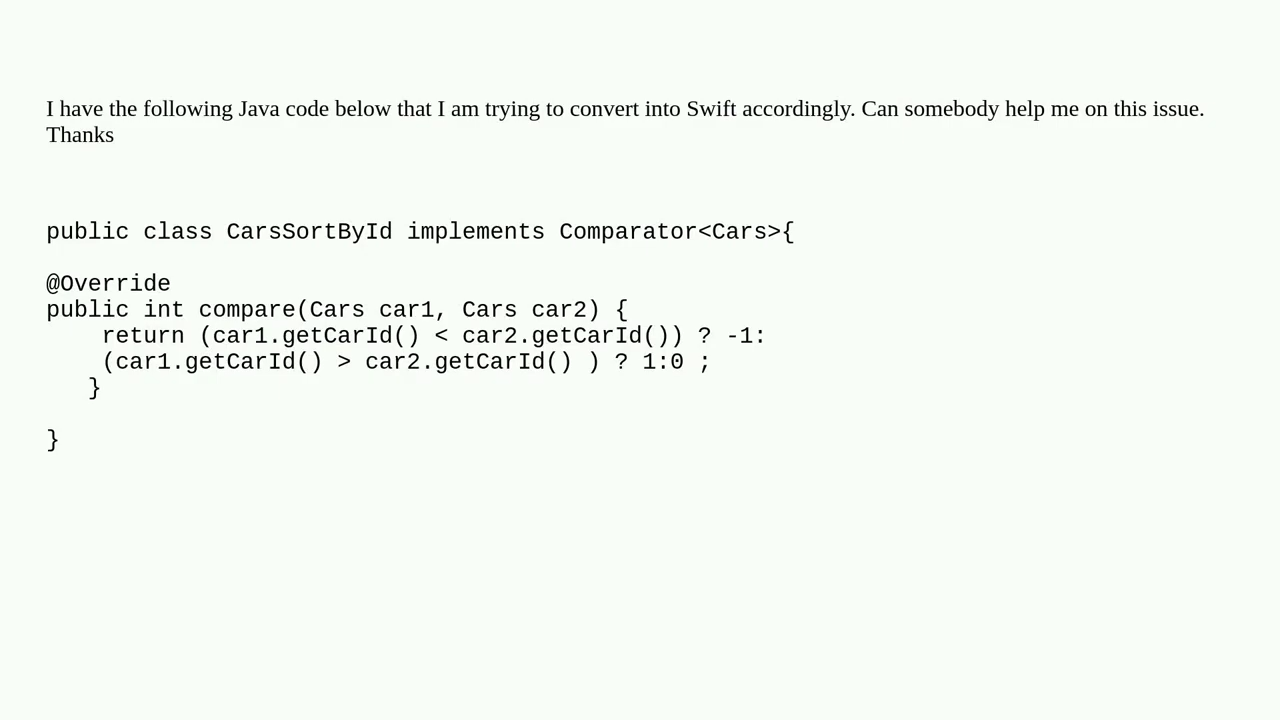 I have the following Java code below that I am trying to convert into Swift accordingly. Can somebody help me on this issue.
Thanks
public class CarsSortById implements Comparator<Cars>{
@Override
public int compare(Cars car1, Cars car2) {
    return (car1.getCarId() < car2.getCarId()) ? -1:
    (car1.getCarId() > car2.getCarId() ) ? 1:0 ;
   }
}